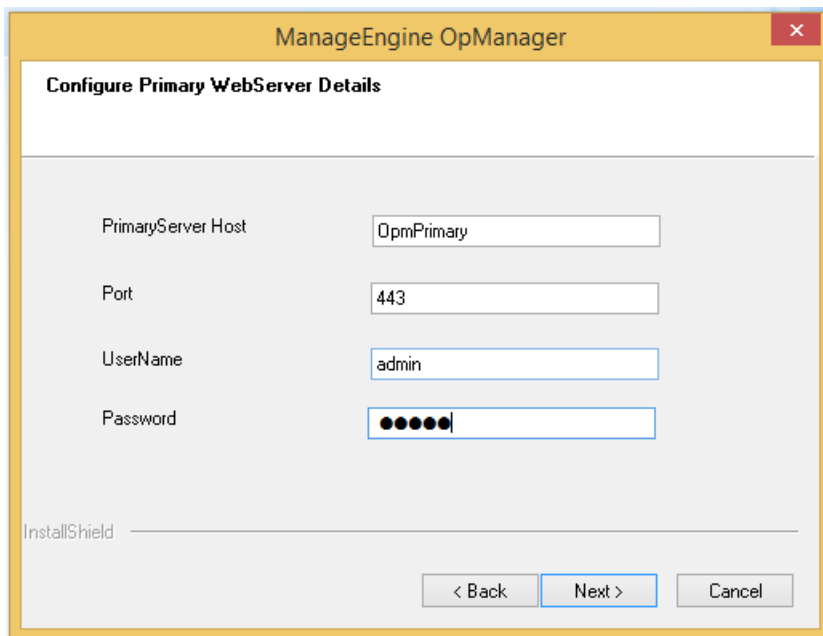 ManageEngine OpManager
Configure Primary WebServer Details
PrimaryServer Host OpmPrimary
Port 443
UserName admin
Password ●●●●●
InstallShield
< Back Next > Cancel